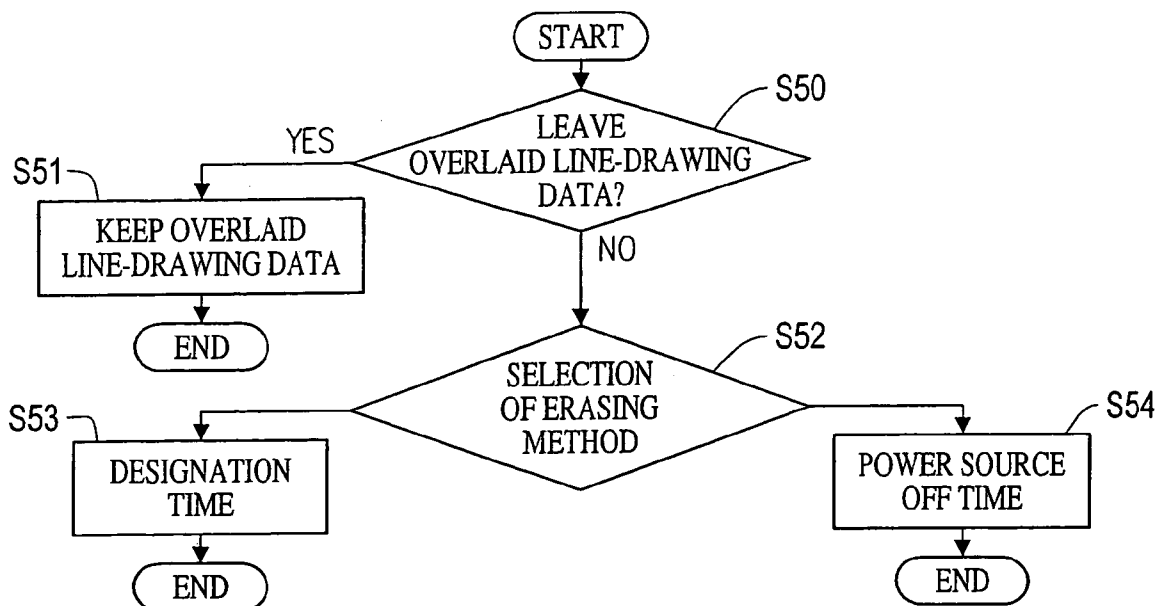 START
S50
LEAVE
OVERLAID LINE-DRAWING
DATA?
YES
S51
KEEP OVERLAID
LINE-DRAWING DATA
END
NO
S52
SELECTION
OF ERASING
METHOD
S53
DESIGNATION
TIME
END
S54
POWER SOURCE
OFF TIME
END